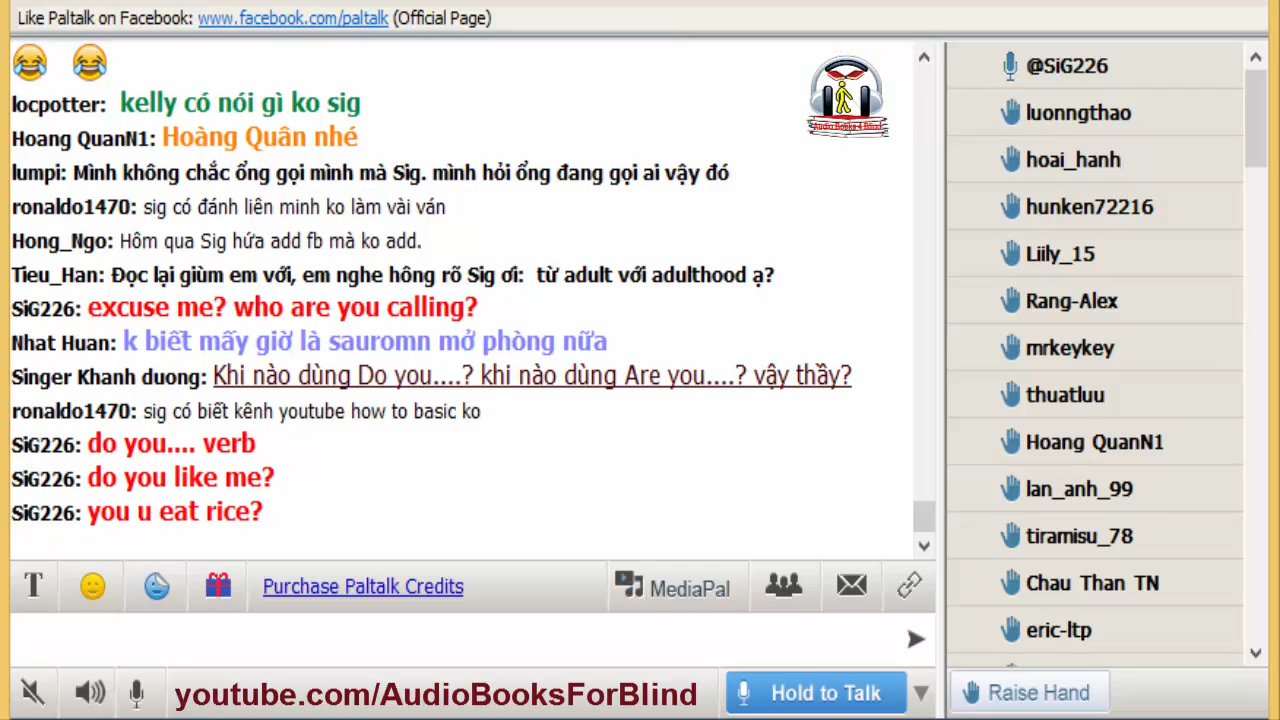 Like Paltalk on Facebook: www.facebook.com/paltalk (Official Page)
locpotter: kelly có nói gì ko sig
Hoang QuanN1: Hoàng Quân nhé
lumpi: Mình không chắc ổng gọi mình mà Sig. mình hỏi ổng đang gọi ai vậy đó
ronaldo1470: sig có đánh liên minh ko làm vài ván
Hong_Ngo: Hôm qua Sig hứa add fb mà ko add.
Tieu_Han: Đọc lại giùm em với, em nghe hông rõ Sig ơi: từ adult với adulthood ạ?
SiG226: excuse me? who are you calling?
Nhat Huan: k biết mấy giờ là sauromn mở phòng nữa
Singer Khanh duong: Khi nào dùng Do you....? khi nào dùng Are you....? vậy thầy?
ronaldo1470: sig có biết kênh youtube how to basic ko
SiG226: do you.... verb
SiG226: do you like me?
SiG226: you u eat rice?
Audio Books 4 Blind
T
Purchase Paltalk Credits
MediaPal
youtube.com/AudioBooksForBlind
Hold to Talk
@SiG226
luonngthao
hoai_hanh
hunken72216
Liily_15
Rang-Alex
mrkeykey
thuatluu
Hoang QuanN1
lan_anh_99
tiramisu_78
Chau Than TN
eric-ltp
Raise Hand